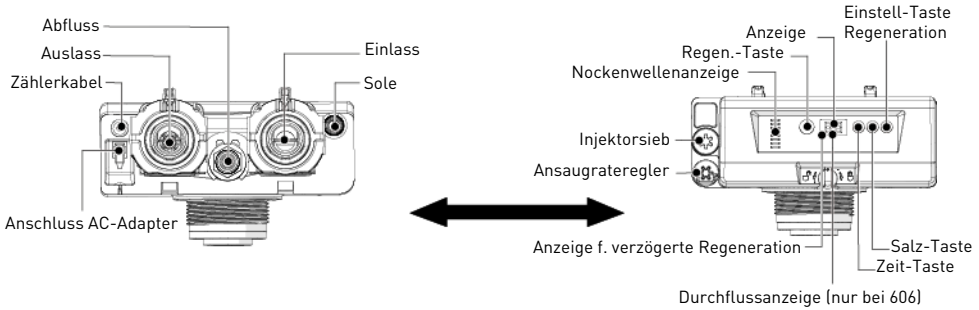 Abfluss
Auslass
Zählerkabel
Einlass
Sole
Anschluss AC-Adapter
Einstell-Taste
Regeneration
Anzeige
Regen.-Taste
Nockenwellenanzeige
Injektorsieb
Ansaugrateregler
Anzeige f. verzögerte Regeneration
Salz-Taste
Zeit-Taste
Durchflussanzeige (nur bei 606)